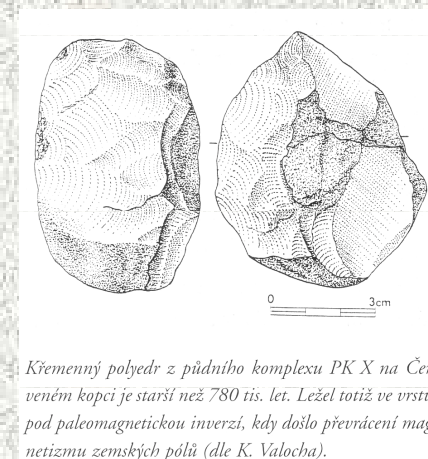 0 3cm
Křemenný polyedr z půdního komplexu PK X na Čer
veném kopci je starší než 780 tis. let. Ležel totiž ve vrstv
pod paleomagnetickou inverzí, kdy došlo převrácení mag
netizmu zemských pólů (dle K. Valocha).